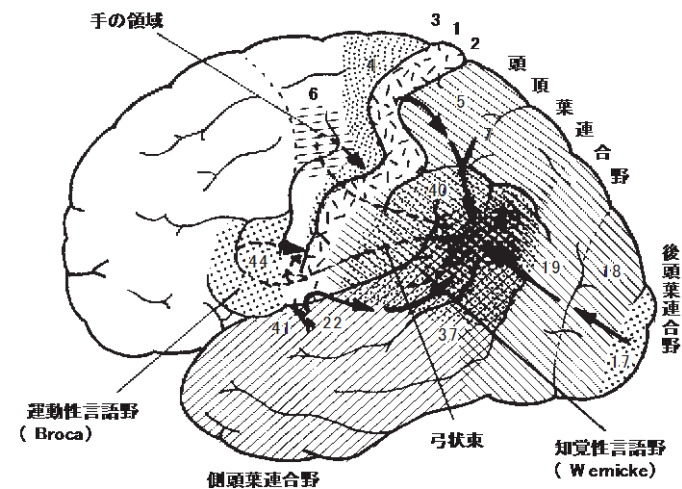 手の領域
3
1
2
4
6
頭頂葉連合野
5
7
40
44
19
18
後頭葉連合野
17
41
22
37
運動性言語野
( Broca)
弓状束
知覚性言語野
( Wernicke)
側頭葉連合野